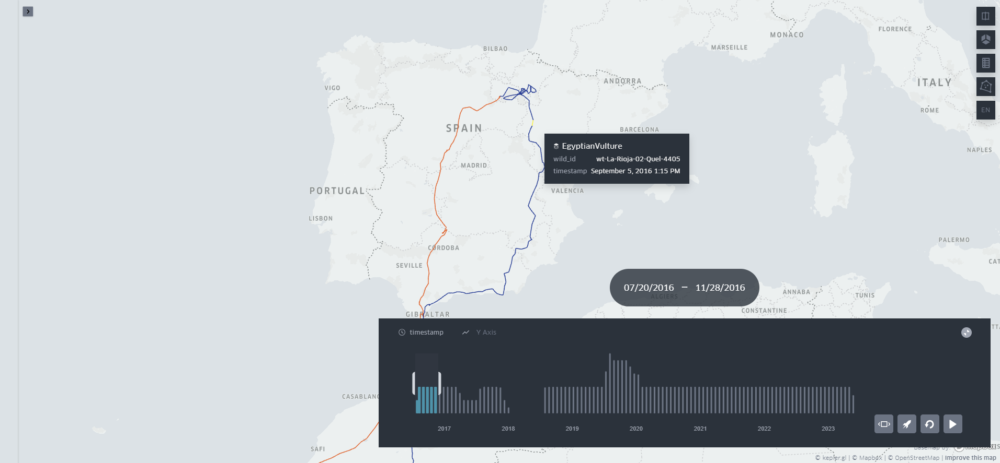 FLORENCE
MONACO
MARSEILLE
BILBAO
ANDORRA
ITALY
VIGO
ROME
EN
SPAIN
BARCELONA
EgyptianVulture
wild_id wt-La-Rioja-02-Quel-4405
timestamp September 5, 2016 1:15 PM
NAPLES
MADRID
PORTUGAL
VALENCIA
LISBON
PALERMO
CÓRDOBA
CAT
SEVILLE
07/20/2016 – 11/28/2016
ALGIERS
ANNABA
TUNIS
CONSTANTINE
GIBRALTAR
timestamp Y Axis
CASABLANC
2017 2018 2019 2020 2021 2022 2023
SAFI
Basemap by:
mapbox
© kepler.gl | © Mapbox | © OpenStreetMap | Improve this map